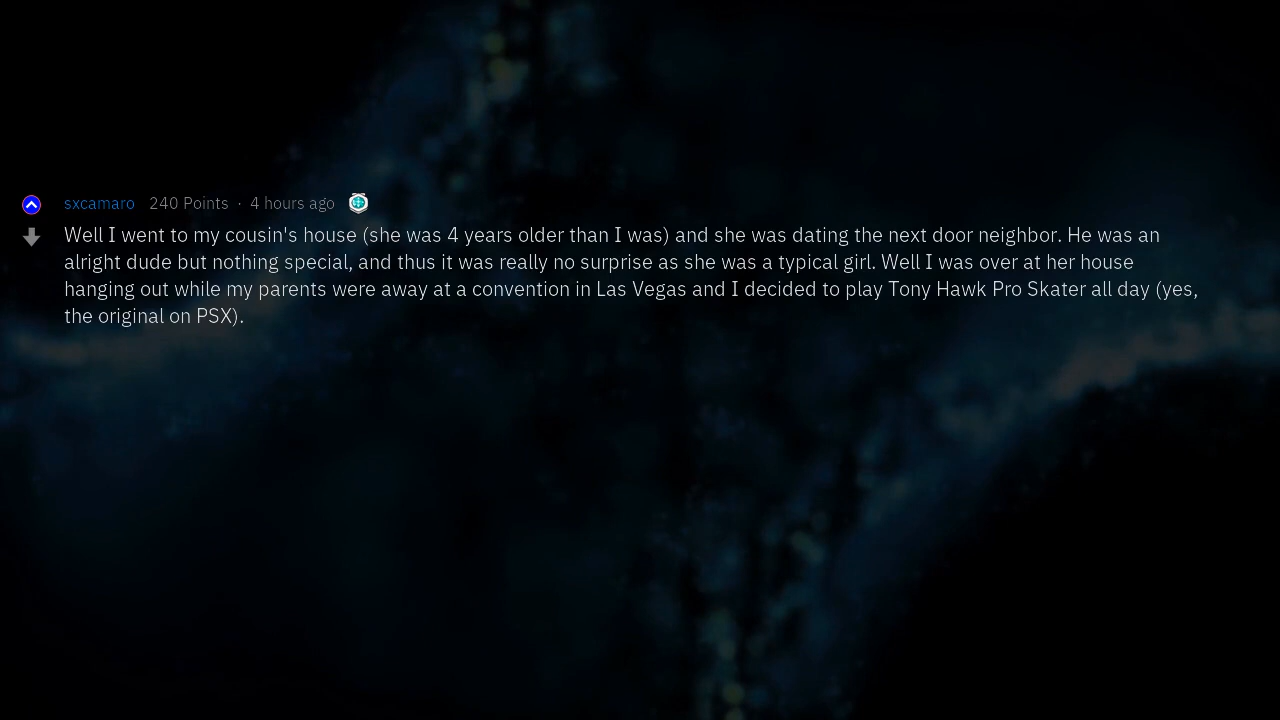 sxcamaro 240 Points · 4 hours ago
Well I went to my cousin's house (she was 4 years older than I was) and she was dating the next door neighbor. He was an
alright dude but nothing special, and thus it was really no surprise as she was a typical girl. Well I was over at her house
hanging out while my parents were away at a convention in Las Vegas and I decided to play Tony Hawk Pro Skater all day (yes,
the original on PSX).